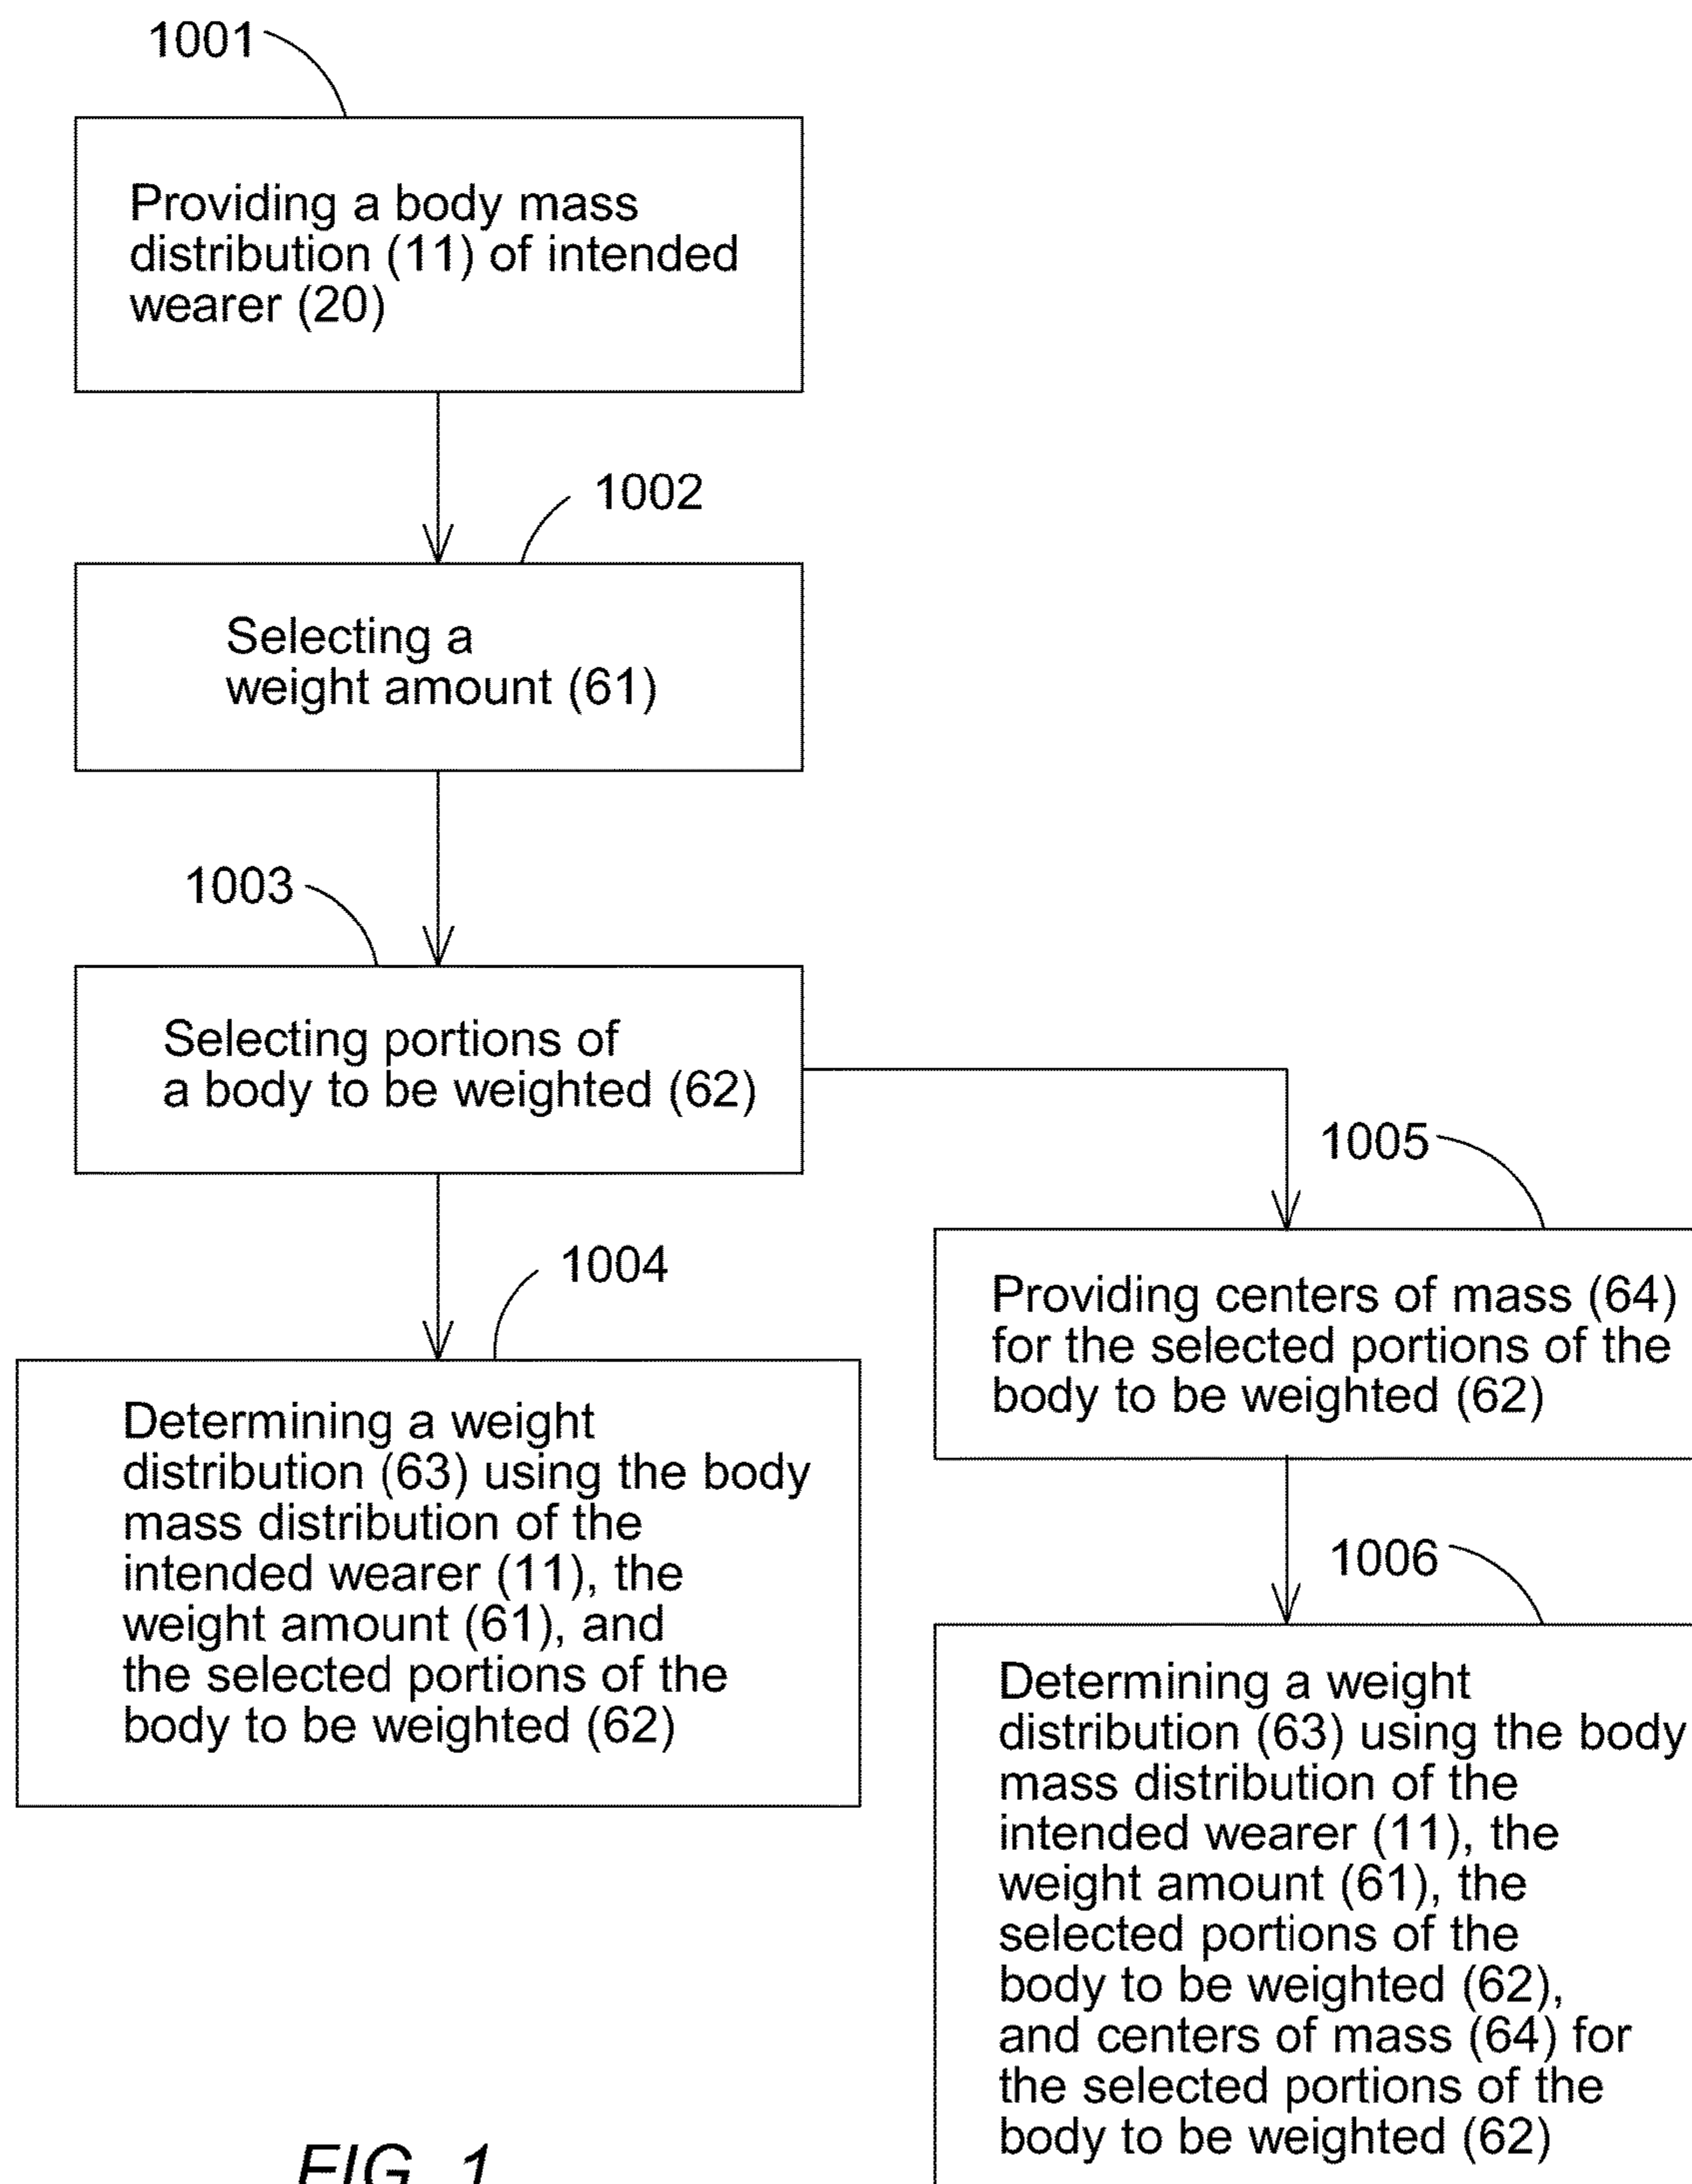 1001
Providing a body mass
distribution (11) of intended
wearer (20)
1002
Selecting a
weight amount (61)
1003
Selecting portions of
a body to be weighted (62)
1004
Determining a weight
distribution (63) using the body
mass distribution of the
intended wearer (11), the
weight amount (61), and
the selected portions of the
body to be weighted (62)
1005
Providing centers of mass (64)
for the selected portions of the
body to be weighted (62)
1006
Determining a weight
distribution (63) using the body
mass distribution of the
intended wearer (11), the
weight amount (61), the
selected portions of the
body to be weighted (62),
and centers of mass (64) for
the selected portions of the
body to be weighted (62)
FIG. 1